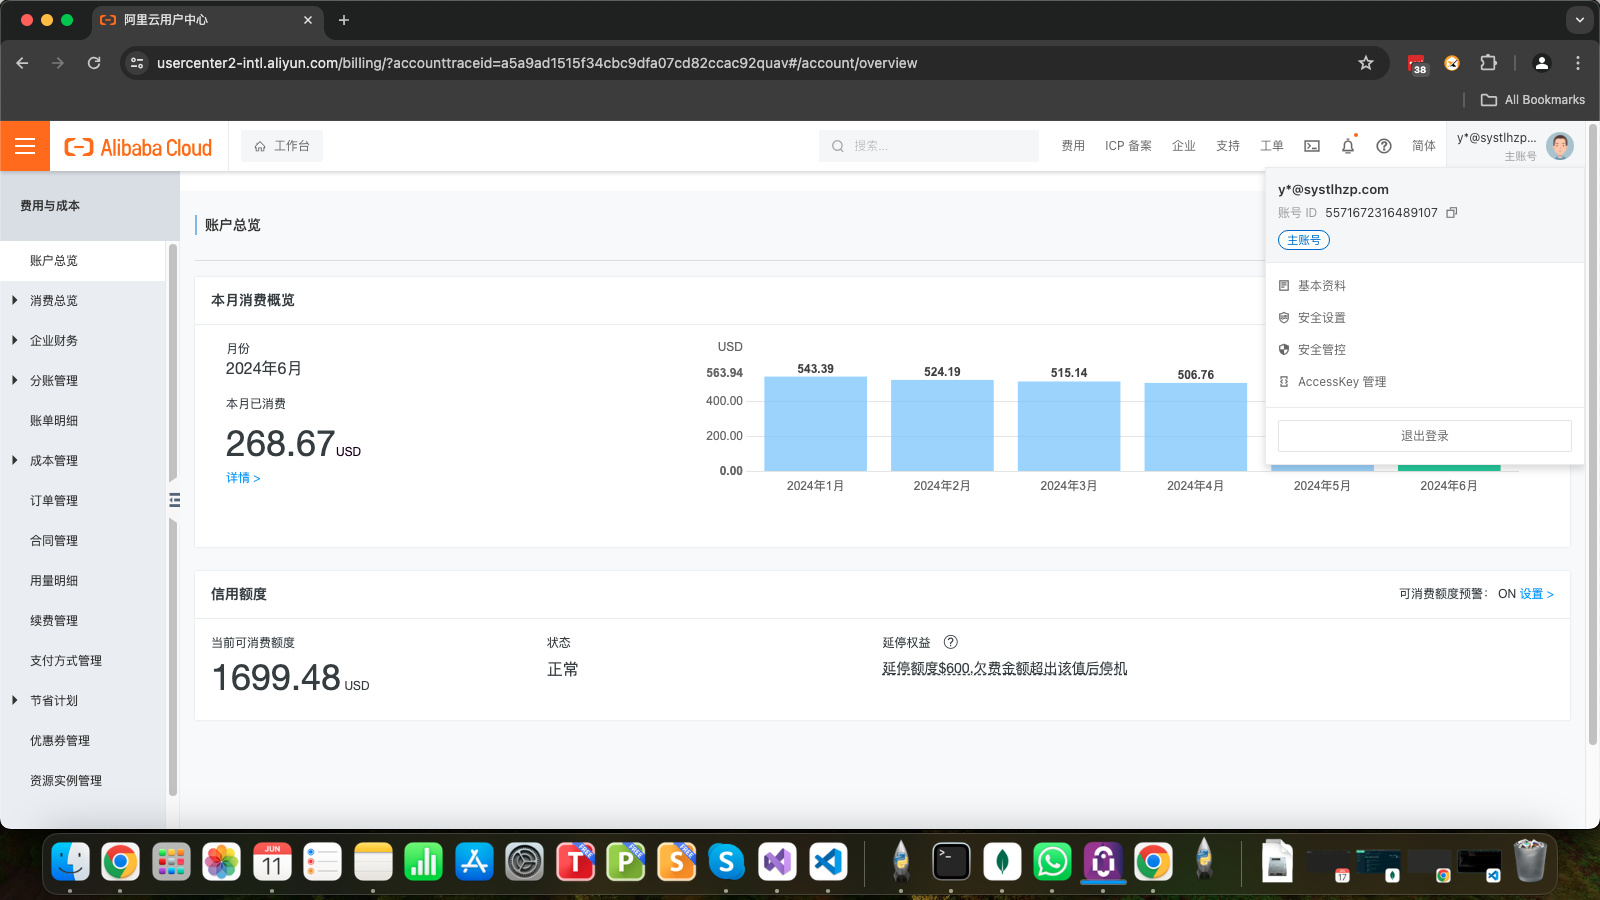 阿里云用户中心
usercenter2-intl.aliyun.com/billing/?accounttraceid=a5a9ad1515f34cbc9dfa07cd82ccac92quav#/account/overview
38
All Bookmarks
Alibaba Cloud
工作台
搜索...
费用
ICP 备案
企业
支持
工单
简体
y*@systlhzp...
主账号
y*@systlhzp.com
账号 ID 5571672316489107
主账号
基本资料
安全设置
安全管控
AccessKey 管理
退出登录
费用与成本
账户总览
消费总览
企业财务
分账管理
账单明细
成本管理
订单管理
合同管理
用量明细
续费管理
支付方式管理
节省计划
优惠券管理
资源实例管理
账户总览
本月消费概览
月份
2024年6月
本月已消费
268.67 USD
详情 >
USD
563.94
400.00
200.00
0.00
543.39
524.19
515.14
506.76
2024年1月
2024年2月
2024年3月
2024年4月
2024年5月
2024年6月
信用额度
可消费额度预警： ON 设置 >
当前可消费额度
1699.48 USD
状态
正常
延停权益
延停额度$600,欠费金额超出该值后停机
JUN
11
T
FREE
P
FREE
S
FREE
17